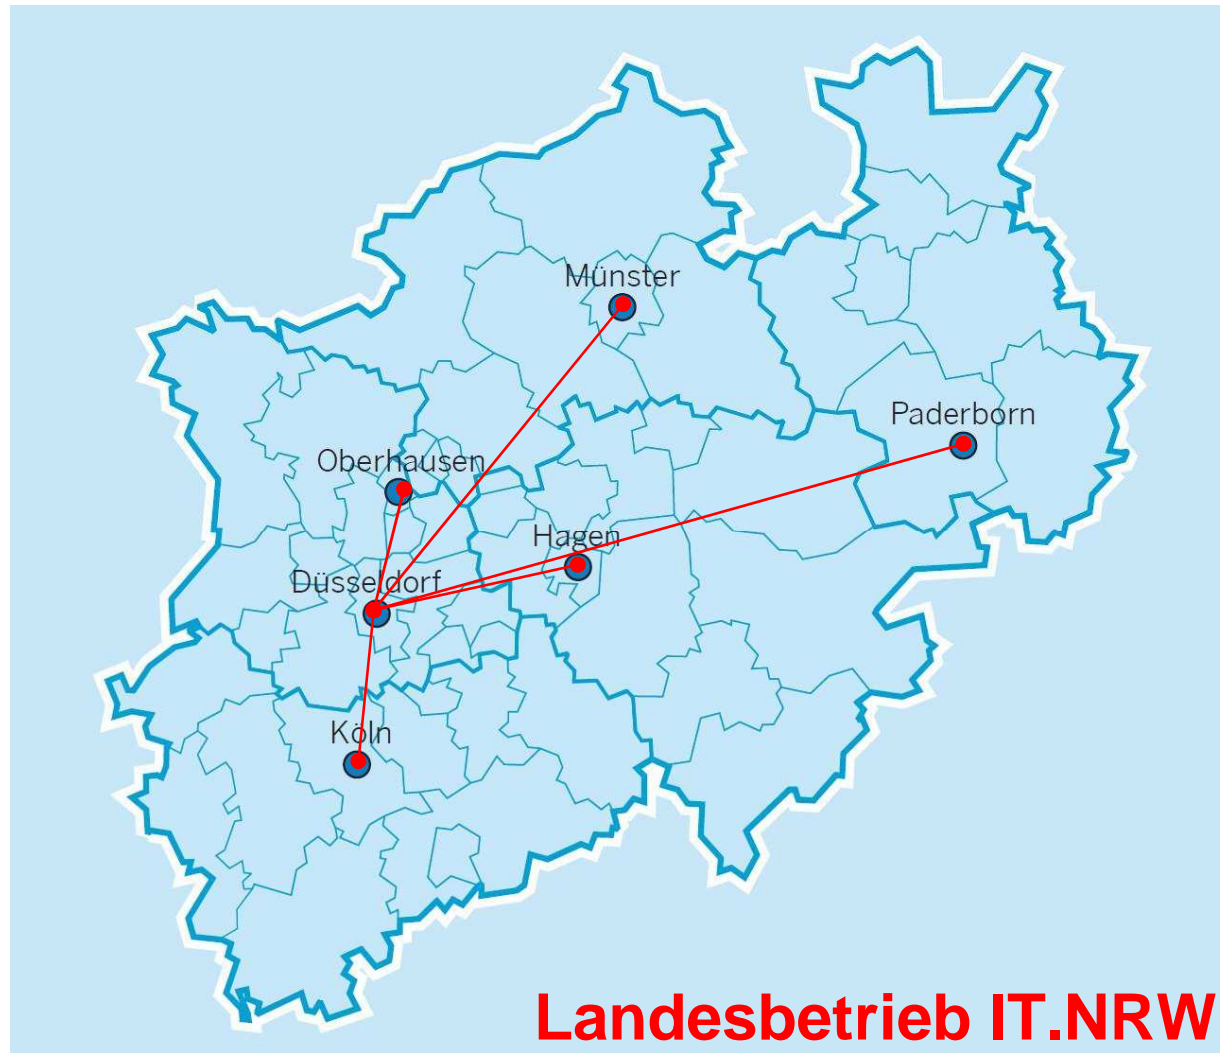 Münster
Paderborn
Oberhausen
Hagen
Düsseldorf
Köln
Landesbetrieb IT.NRW